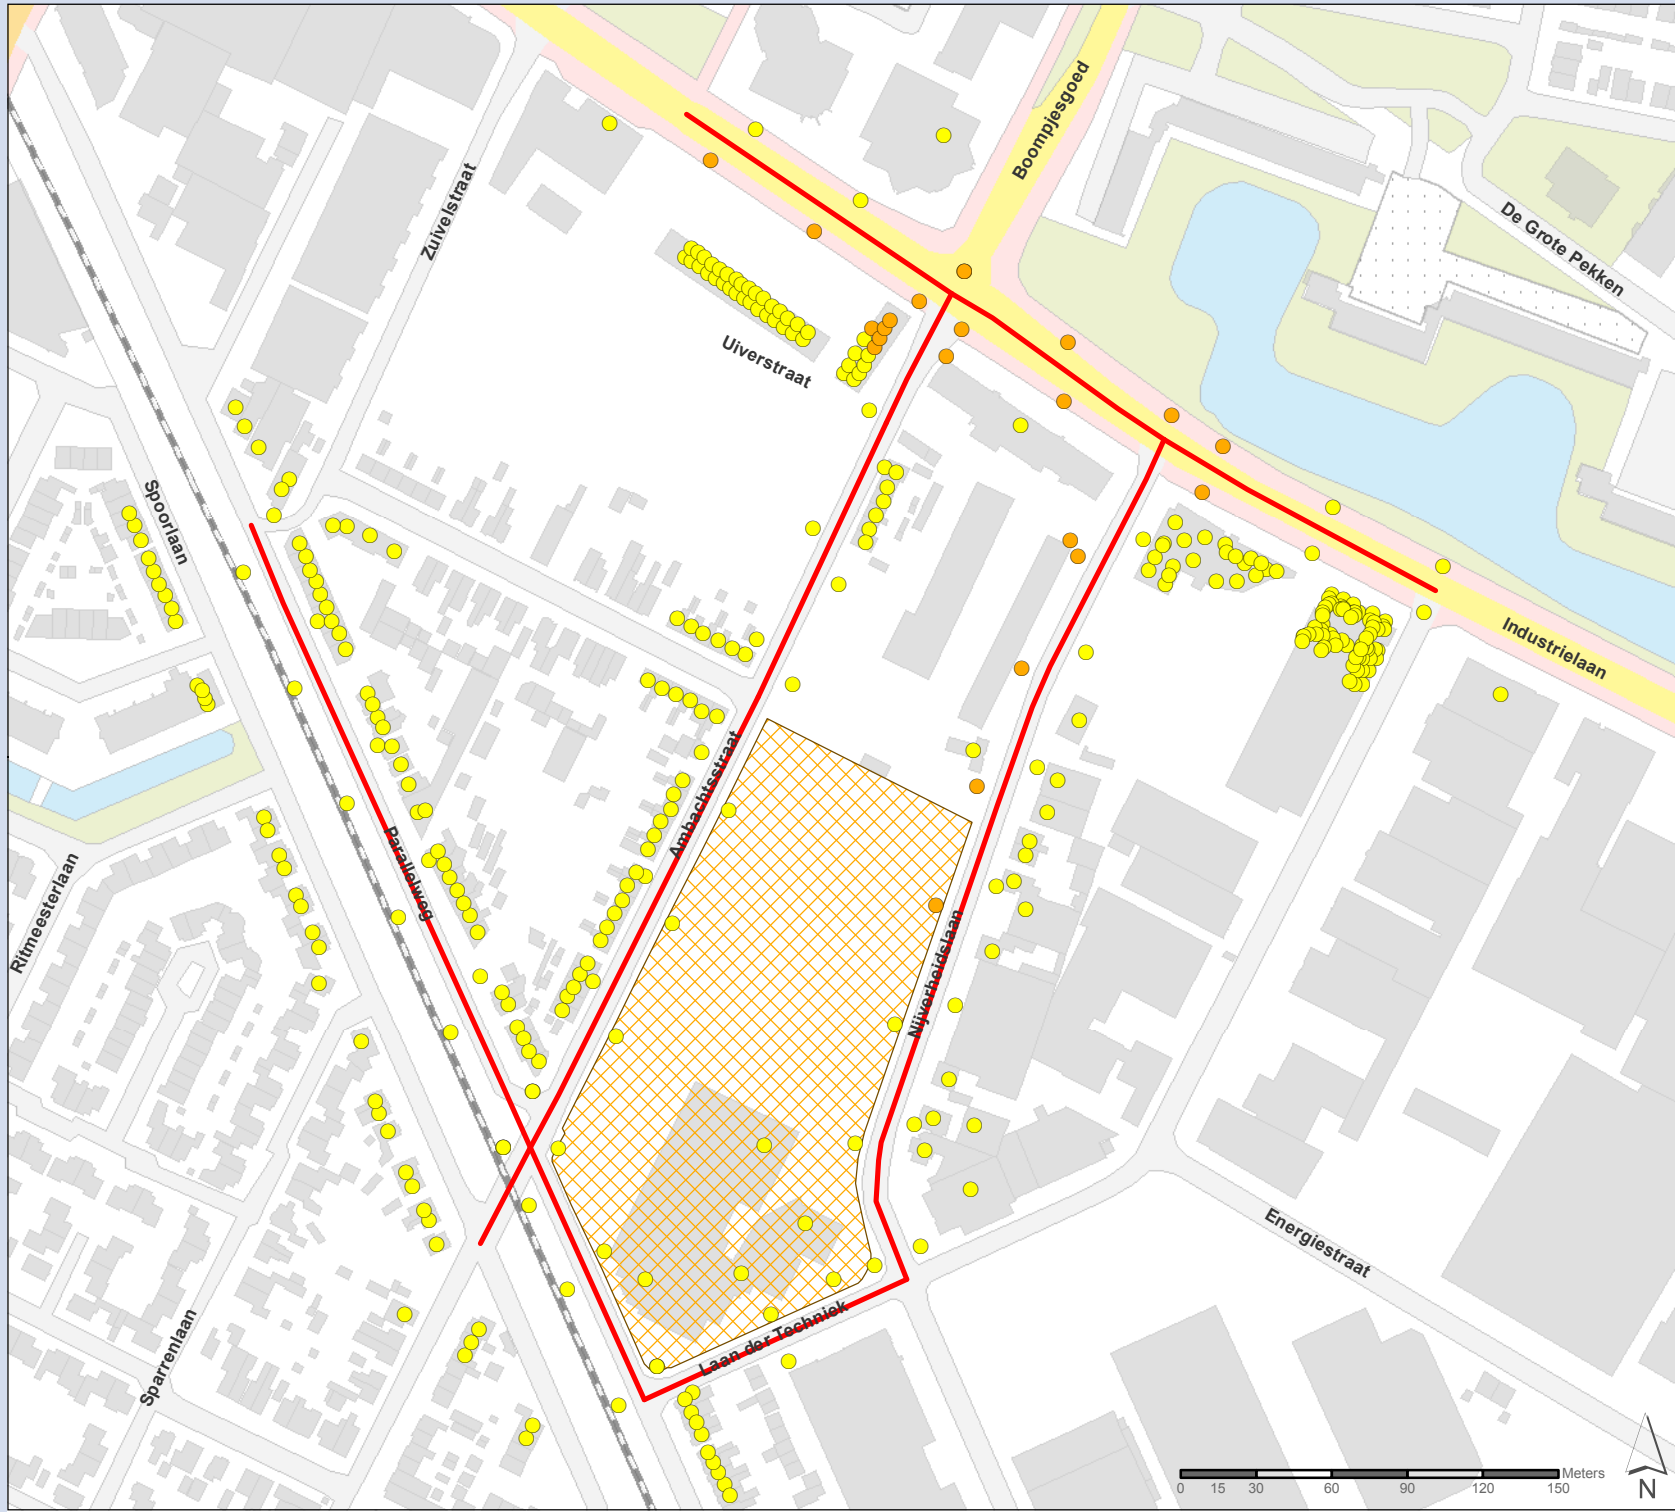 Boompjesgoed
De Grote Pekken
Zuivelstraat
Uiverstraat
Spoorlaan
Industrielaan
Ambachtsstraat
Parallelweg
Ritmeesterlaan
Nijverheidslaan
Energiestraat
Laan der Techniek
Sparrenlaan
Meters
0 15 30 60 90 120 150
N